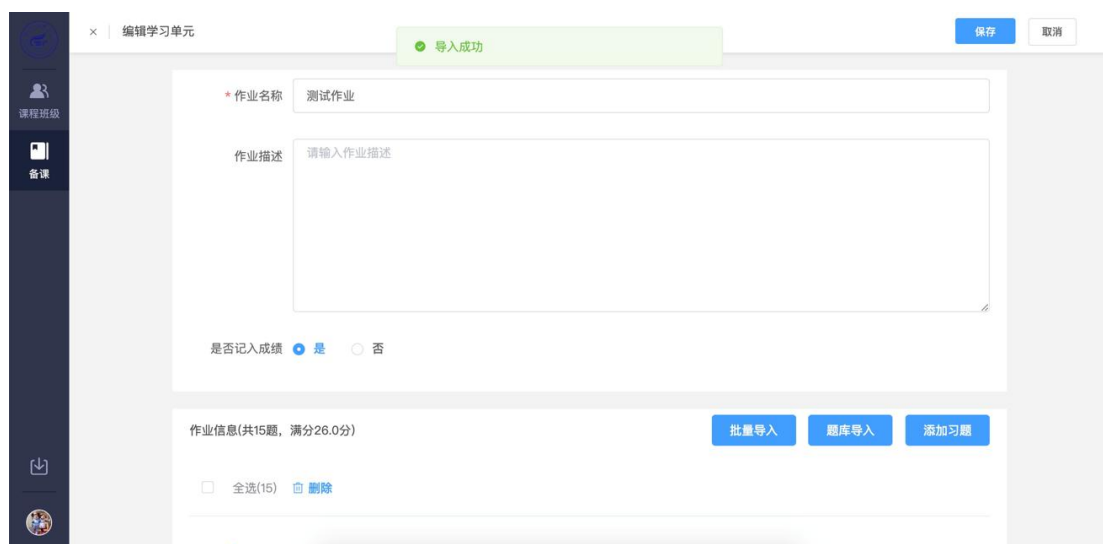 × 编辑学习单元
导入成功
保存 取消
课程班级
备课
* 作业名称 测试作业
作业描述 请输入作业描述
是否记入成绩 是 否
作业信息(共15题, 满分26.0分)
批量导入 题库导入 添加习题
全选(15) 删除